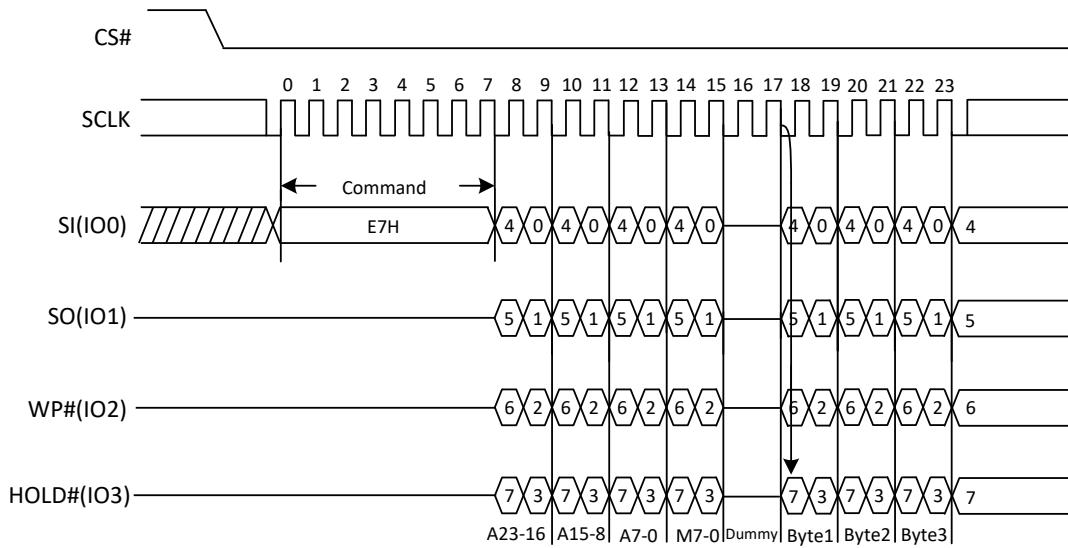 CS#
0 1 2 3 4 5 6 7 8 9 10 11 12 13 14 15 16 17 18 19 20 21 22 23
SCLK
Command
SI(IO0) E7H 4 0 4 0 4 0 4 0 4 0 4 0 4 0 4
SO(IO1) 5 1 5 1 5 1 5 1 5 1 5 1 5 1 5
WP#(IO2) 6 2 6 2 6 2 6 2 6 2 6 2 6 2 6
HOLD#(IO3) 7 3 7 3 7 3 7 3 7 3 7 3 7 3 7
A23-16 A15-8 A7-0 M7-0 Dummy Byte1 Byte2 Byte3